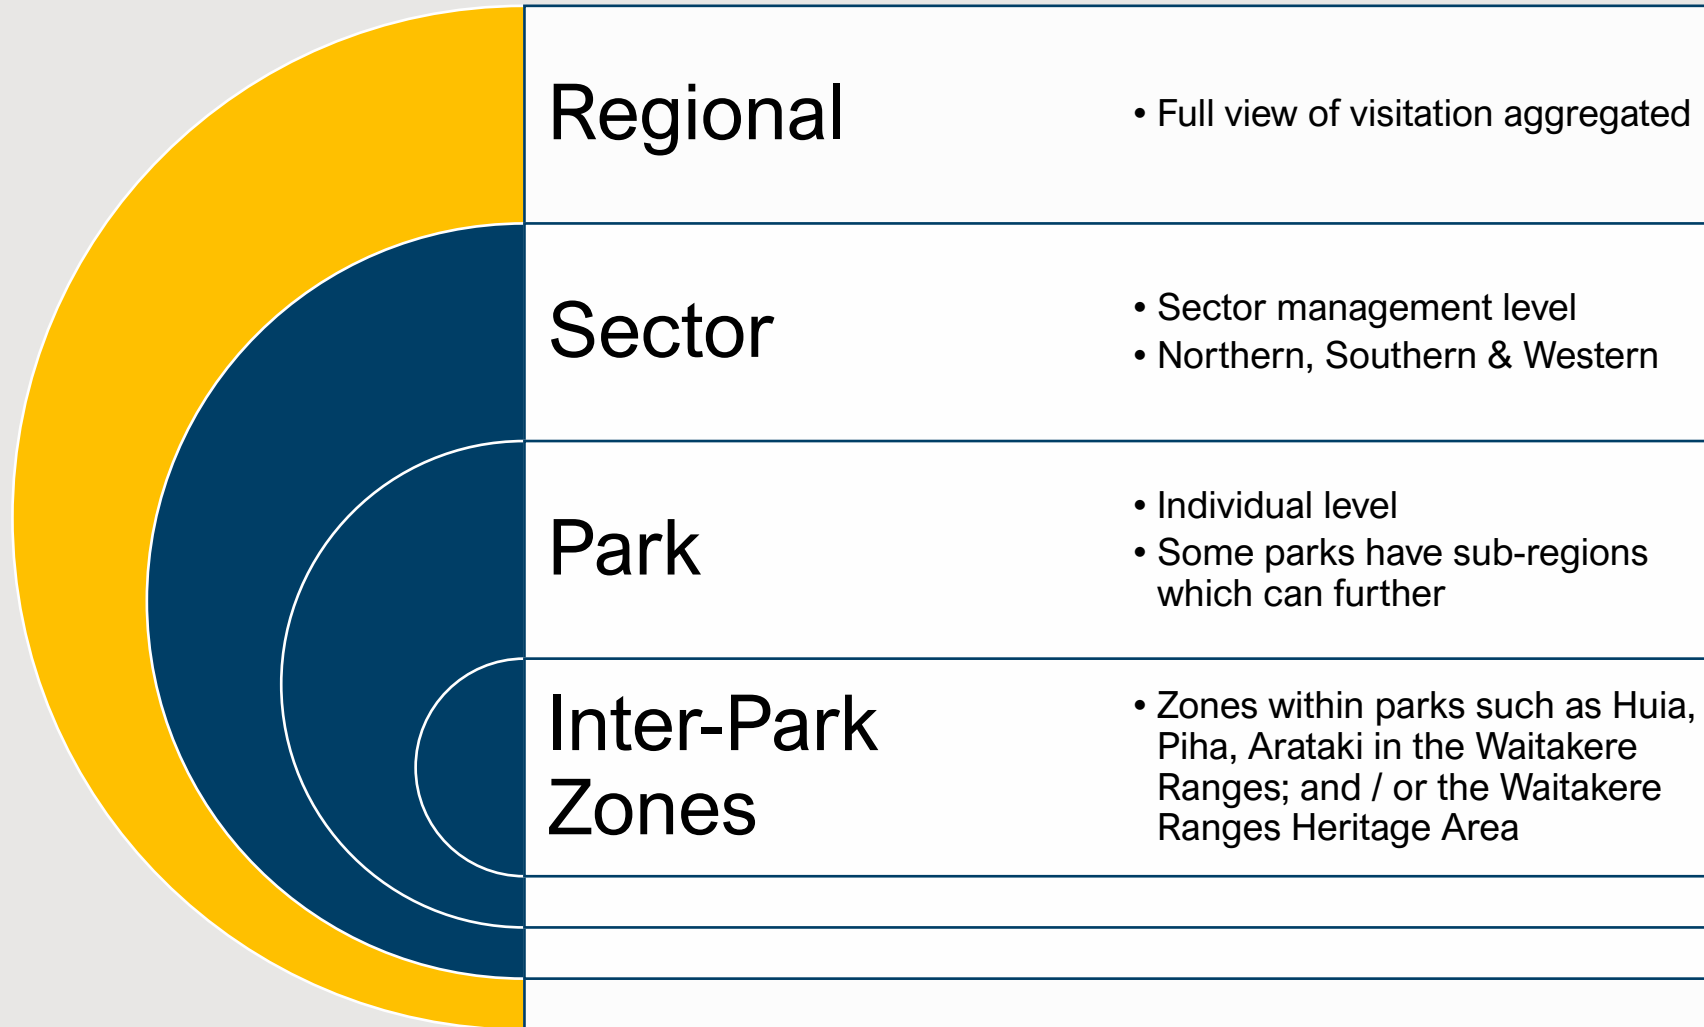 Regional
• Full view of visitation aggregated
Sector
• Sector management level
• Northern, Southern & Western
Park
• Individual level
• Some parks have sub-regions
which can further
Inter-Park
Zones
• Zones within parks such as Huia,
Piha, Arataki in the Waitakere
Ranges; and / or the Waitakere
Ranges Heritage Area